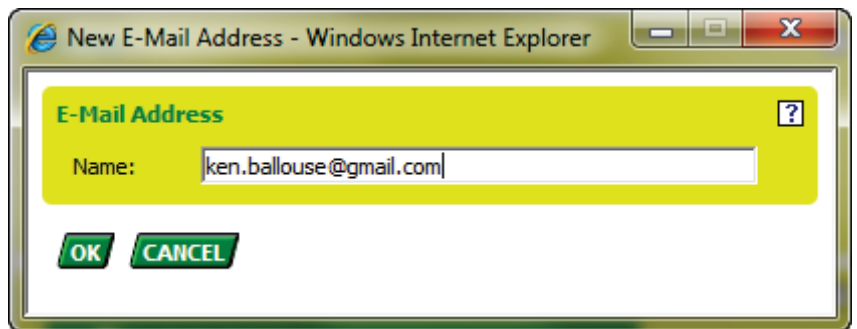 New E-Mail Address - Windows Internet Explorer
E-Mail Address
?
Name: ken.ballouse@gmail.com
OK CANCEL